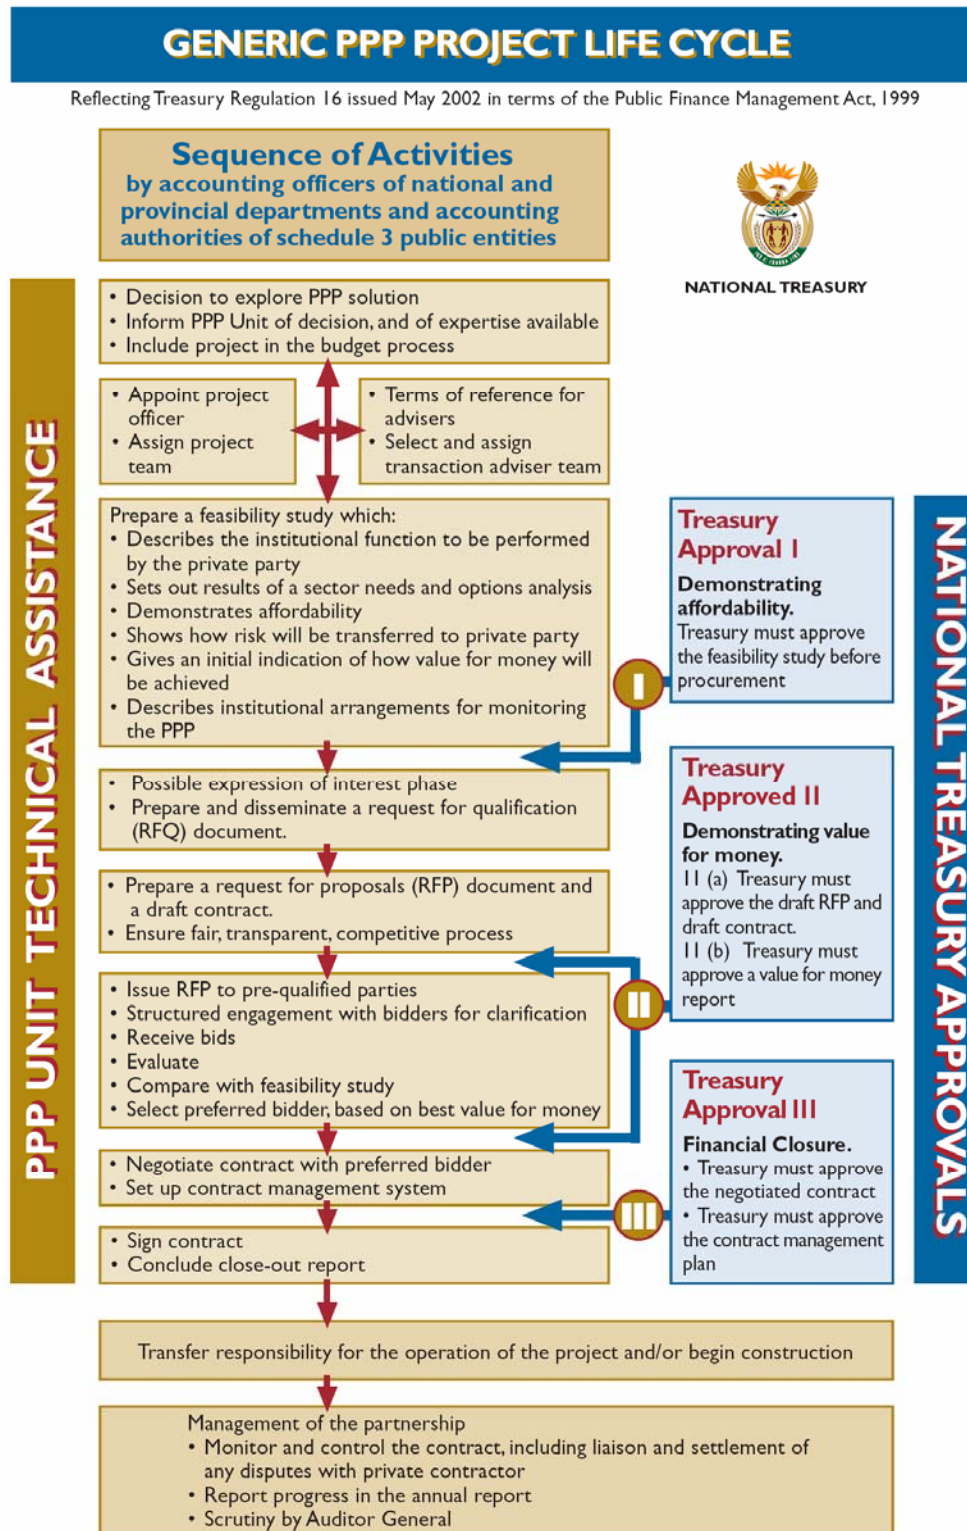 GENERIC PPP PROJECT LIFE CYCLE
Reflecting Treasury Regulation 16 issued May 2002 in terms of the Public Finance Management Act, 1999
Sequence of Activities
by accounting officers of national and
provincial departments and accounting
authorities of schedule 3 public entities
NATIONAL TREASURY
PPP UNIT TECHNICAL ASSISTANCE
• Decision to explore PPP solution
• Inform PPP Unit of decision, and of expertise available
• Include project in the budget process
• Appoint project
officer
• Assign project
team
• Terms of reference for
advisers
• Select and assign
transaction adviser team
Prepare a feasibility study which:
• Describes the institutional function to be performed
by the private party
• Sets out results of a sector needs and options analysis
• Demonstrates affordability
• Shows how risk will be transferred to private party
• Gives an initial indication of how value for money will
be achieved
• Describes institutional arrangements for monitoring
the PPP
Treasury
Approval I
Demonstrating
affordability.
Treasury must approve
the feasibility study before
procurement
I
• Possible expression of interest phase
• Prepare and disseminate a request for qualification
(RFQ) document.
• Prepare a request for proposals (RFP) document and
a draft contract.
• Ensure fair, transparent, competitive process
Treasury
Approved II
Demonstrating value
for money.
11 (a) Treasury must
approve the draft RFP and
draft contract.
11 (b) Treasury must
approve a value for money
report
II
• Issue RFP to pre-qualified parties
• Structured engagement with bidders for clarification
• Receive bids
• Evaluate
• Compare with feasibility study
• Select preferred bidder, based on best value for money
• Negotiate contract with preferred bidder
• Set up contract management system
Treasury
Approval III
Financial Closure.
• Treasury must approve
the negotiated contract
• Treasury must approve
the contract management
plan
III
• Sign contract
• Conclude close-out report
NATIONAL TREASURY APPROVALS
Transfer responsibility for the operation of the project and/or begin construction
Management of the partnership
• Monitor and control the contract, including liaison and settlement of
any disputes with private contractor
• Report progress in the annual report
• Scrutiny by Auditor General